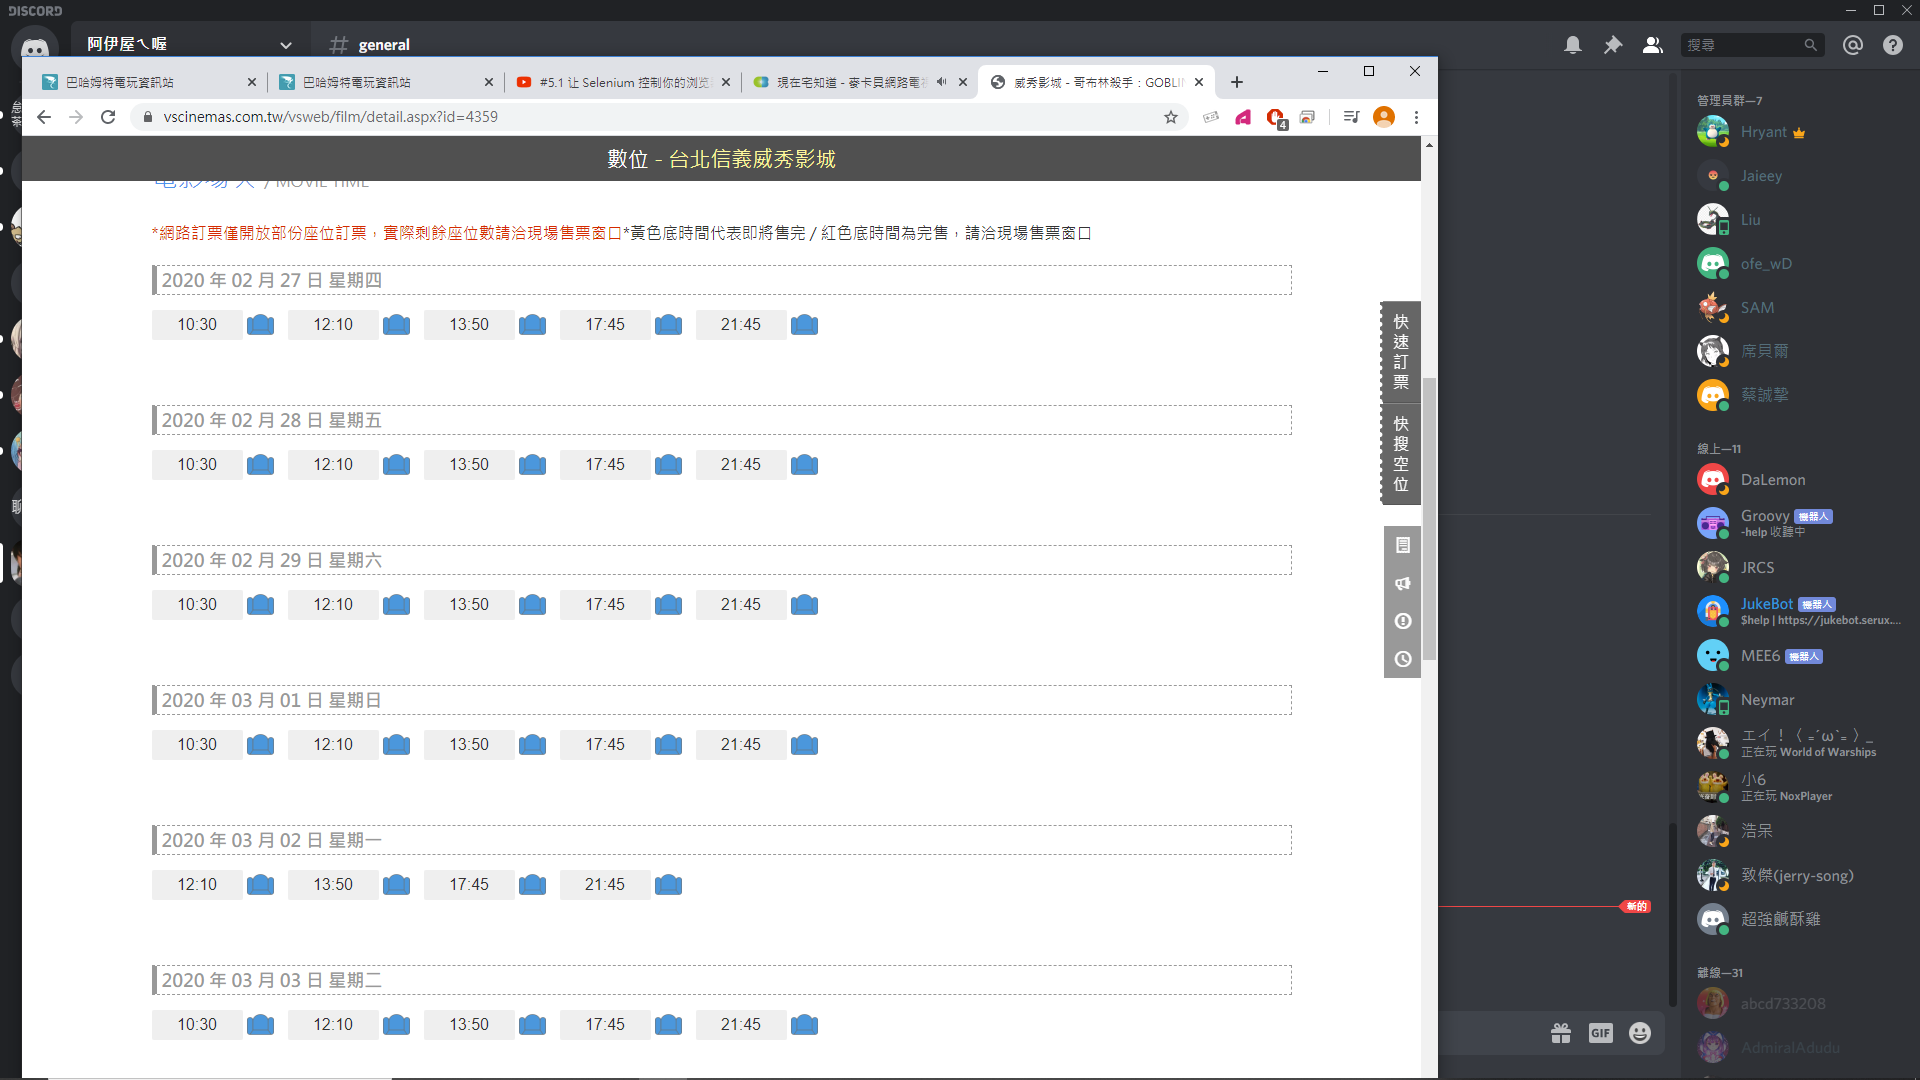 DISCORD
阿伊屋ㄟ喔
general
搜尋
巴哈姆特電玩資訊站
巴哈姆特電玩資訊站
#5.1 让 Selenium 控制你的浏览
現在宅知道 - 麥卡貝網路電視
威秀影城 - 哥布林殺手：GOBLIN
vscinemas.com.tw/vsweb/film/detail.aspx?id=4359
4
數位 - 台北信義威秀影城
/ MOVIE TIME
*網路訂票僅開放部份座位訂票，實際剩餘座位數請洽現場售票窗口*黃色底時間代表即將售完 / 紅色底時間為完售，請洽現場售票窗口
2020 年 02 月 27 日 星期四
10:30 12:10 13:50 17:45 21:45
2020 年 02 月 28 日 星期五
10:30 12:10 13:50 17:45 21:45
2020 年 02 月 29 日 星期六
10:30 12:10 13:50 17:45 21:45
2020 年 03 月 01 日 星期日
10:30 12:10 13:50 17:45 21:45
2020 年 03 月 02 日 星期一
12:10 13:50 17:45 21:45
2020 年 03 月 03 日 星期二
10:30 12:10 13:50 17:45 21:45
快速訂票
快搜空位
新的
GIF
管理員群—7
Hryant
Jaieey
Liu
ofe_wD
SAM
席貝爾
蔡誠摯
線上—11
DaLemon
Groovy 機器人
-help 收聽中
JRCS
JukeBot 機器人
$help | https://jukebot.serux....
MEE6 機器人
Neymar
エイ！〈 =´ω`= 〉_
正在玩 World of Warships
小6
正在玩 NoxPlayer
浩呆
致傑(jerry-song)
超強鹹酥雞
離線—31
abcd733208
AdmiralAdudu